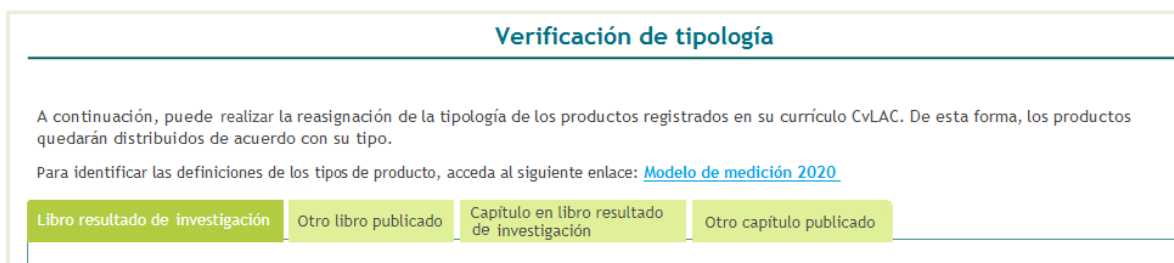 Verificación de tipología
A continuación, puede realizar la reasignación de la tipología de los productos registrados en su currículo CvLAC. De esta forma, los productos
quedarán distribuidos de acuerdo con su tipo.
Para identificar las definiciones de los tipos de producto, acceda al siguiente enlace: Modelo de medición 2020
Libro resultado de investigación
Otro libro publicado
Capítulo en libro resultado
de investigación
Otro capítulo publicado